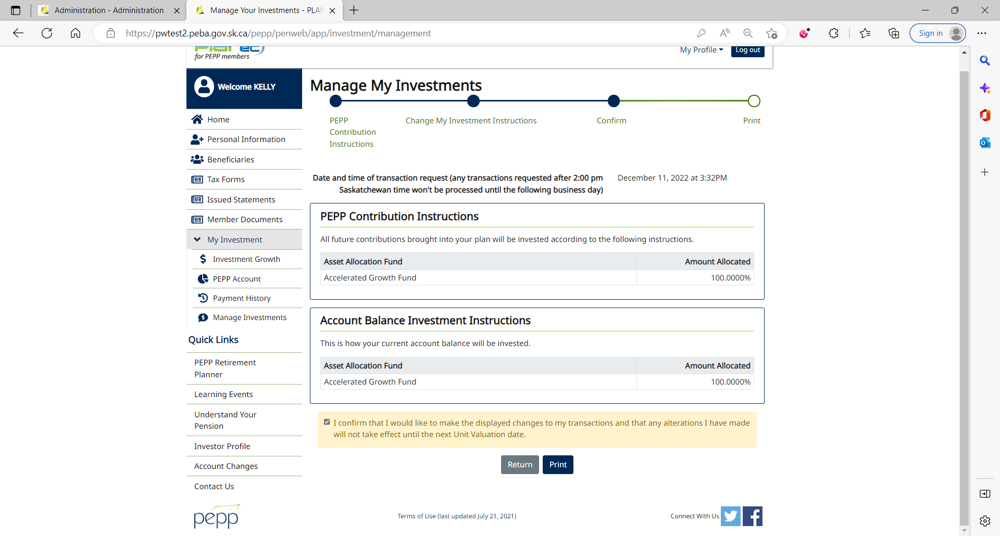 Administration - Administration
Manage Your Investments - PLAN
https://pwtest2.peba.gov.sk.ca/pepp/penweb/app/investment/management
Sign in
for PEPP members
My Profile
Log out
Welcome KELLY
Manage My Investments
PEPP
Contribution
Instructions
Change My Investment Instructions
Confirm
Print
Home
Personal Information
Beneficiaries
Tax Forms
Issued Statements
Member Documents
My Investment
Investment Growth
PEPP Account
Payment History
Manage Investments
Quick Links
PEPP Retirement
Planner
Learning Events
Understand Your
Pension
Investor Profile
Account Changes
Contact Us
Date and time of transaction request (any transactions requested after 2:00 pm
Saskatchewan time won't be processed until the following business day)
December 11, 2022 at 3:32PM
PEPP Contribution Instructions
All future contributions brought into your plan will be invested according to the following instructions.
Asset Allocation Fund Amount Allocated
Accelerated Growth Fund 100.0000%
Account Balance Investment Instructions
This is how your current account balance will be invested.
Asset Allocation Fund Amount Allocated
Accelerated Growth Fund 100.0000%
I confirm that I would like to make the displayed changes to my transactions and that any alterations I have made
will not take effect until the next Unit Valuation date.
Return
Print
pepp
Terms of Use (last updated July 21, 2021)
Connect With Us